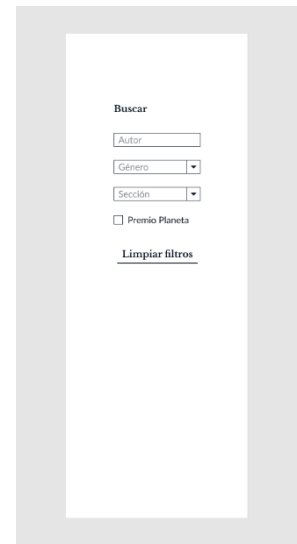 Buscar
Autor
Género
Sección
Premio Planeta
Limpiar filtros